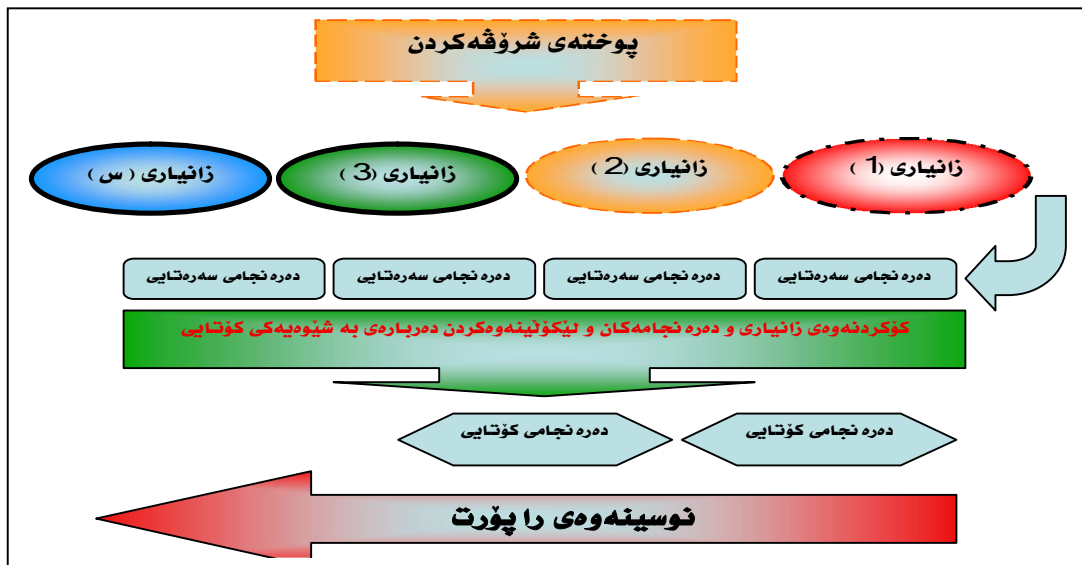 پوختەی شرۆڤەکردن
زانیاری (1)
زانیاری (2)
زانیاری (3)
زانیاری (س)
دەرە نجامی سەرەتایی
دەرە نجامی سەرەتایی
دەرە نجامی سەرەتایی
دەرە نجامی سەرەتایی
کۆکردنەوەی زانیاری و دەرە نجامەکان و لێکۆڵینەوەکردن دەربارەی بە شێوەیەکی کۆتایی
دەرە نجامی کۆتایی
دەرە نجامی کۆتایی
نوسینەوەی را پۆرت